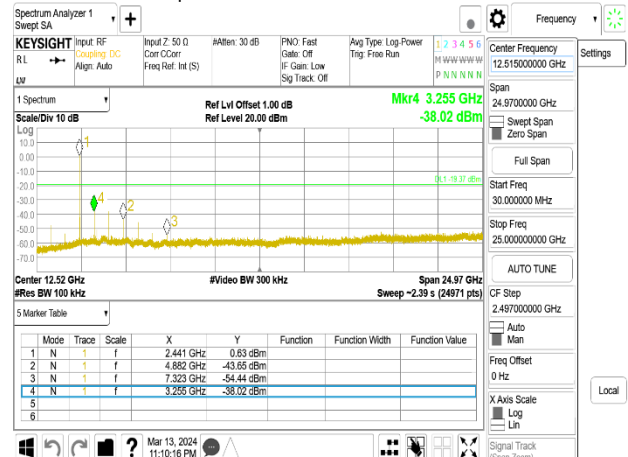 Spectrum Analyzer 1
Swept SA
Frequency
KEYSIGHT
RL
Input: RF
Coupling: DC
Align: Auto
Input Z: 50 Ω
Corr CCorr
Freq Ref: Int (S)
#Atten: 30 dB
PNO: Fast
Gate: Off
IF Gain: Low
Sig Track: Off
Avg Type: Log-Power
Trig: Free Run
1 2 3 4 5 6
M W W W W W
P N N N N N
Center Frequency
12.515000000 GHz
Settings
Span
24.9700000 GHz
Swept Span
Zero Span
Full Span
Start Freq
30.000000 MHz
Stop Freq
25.000000000 GHz
AUTO TUNE
CF Step
2.497000000 GHz
Auto
Man
Freq Offset
0 Hz
X Axis Scale
Log
Lin
Local
Signal Track
(Span Zoom)
1 Spectrum
Scale/Div 10 dB
Ref Lvl Offset 1.00 dB
Ref Level 20.00 dBm
Mkr4 3.255 GHz
-38.02 dBm
Log
10.0
0.00
-10.0
-20.0
-30.0
-40.0
-50.0
-60.0
-70.0
1
4
2
3
DL1 -19.37 dBm
Center 12.52 GHz
#Video BW 300 kHz
Span 24.97 GHz
#Res BW 100 kHz
Sweep ~2.39 s (24971 pts)
5 Marker Table
Mode Trace Scale X Y Function Function Width Function Value
1 N 1 f 2.441 GHz 0.63 dBm
2 N 1 f 4.882 GHz -43.65 dBm
3 N 1 f 7.323 GHz -54.44 dBm
4 N 1 f 3.255 GHz -38.02 dBm
5
6
?
Mar 13, 2024
11:10:16 PM